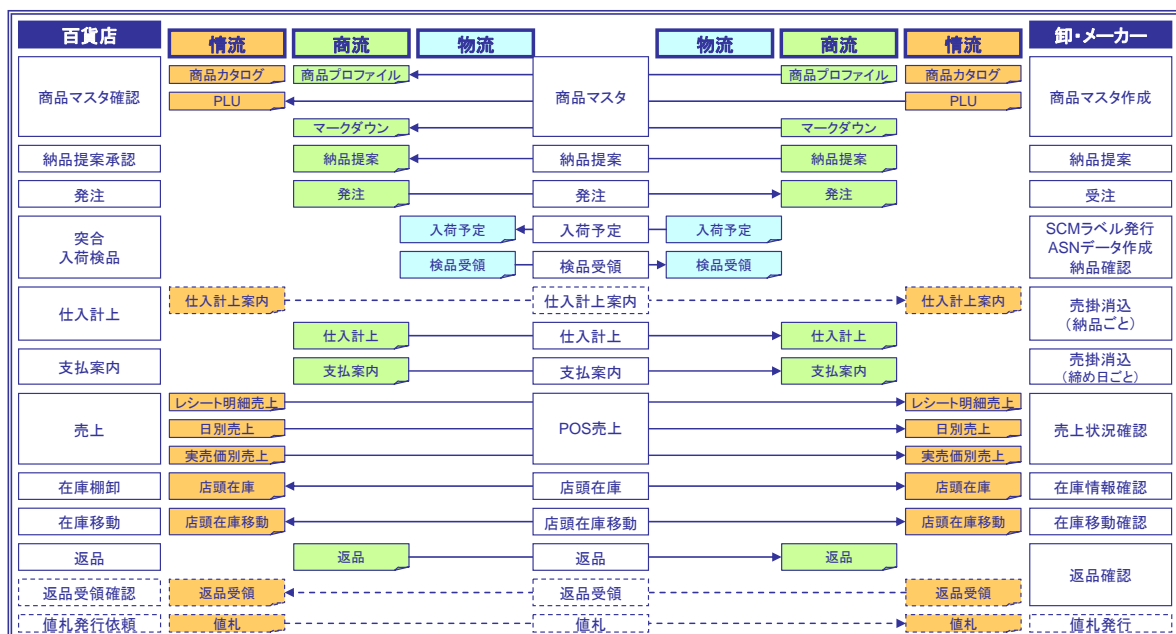 百貨店
情流
商流
物流
物流
商流
情流
卸・メーカー
商品マスタ確認
商品カタログ
商品プロファイル
商品マスタ
商品プロファイル
商品カタログ
商品マスタ作成
PLU
PLU
マークダウン
マークダウン
納品提案承認
納品提案
納品提案
納品提案
納品提案
発注
発注
発注
発注
受注
突合
入荷検品
入荷予定
入荷予定
入荷予定
SCMラベル発行
ASNデータ作成
納品確認
検品受領
検品受領
検品受領
仕入計上
仕入計上案内
仕入計上案内
仕入計上案内
売掛消込
(納品ごと)
仕入計上
仕入計上
仕入計上
支払案内
支払案内
支払案内
支払案内
売掛消込
(締め日ごと)
売上
レシート明細売上
POS売上
レシート明細売上
売上状況確認
日別売上
日別売上
実売価別売上
実売価別売上
在庫棚卸
店頭在庫
店頭在庫
店頭在庫
在庫情報確認
在庫移動
店頭在庫移動
店頭在庫移動
店頭在庫移動
在庫移動確認
返品
返品
返品
返品
返品確認
返品受領確認
返品受領
返品受領
返品受領
値札発行依頼
値札
値札
値札
値札発行